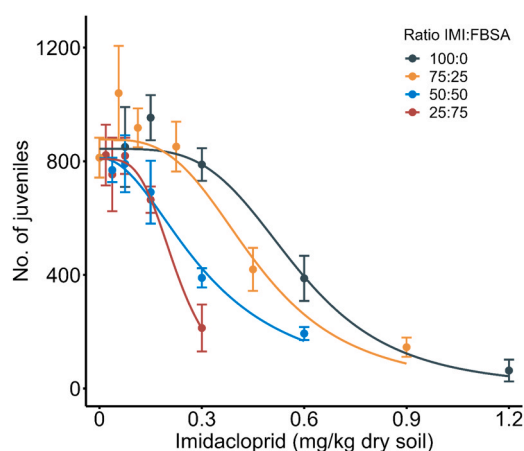 Ratio IMI:FBSA
100:0
75:25
50:50
25:75
No. of juveniles
1200
800
400
0
0 0.3 0.6 0.9 1.2
Imidacloprid (mg/kg dry soil)